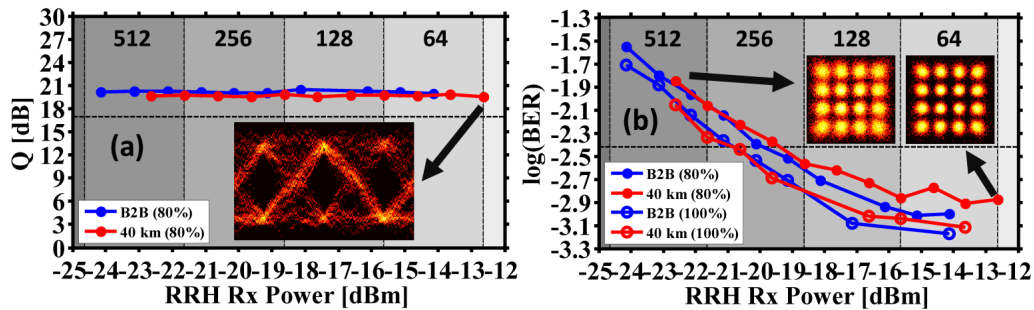 30
27
24
21
18
15
12
9
6
3
0
Q [dB]
512 256 128 64
(a)
B2B (80%)
40 km (80%)
-25 -24 -23 -22 -21 -20 -19 -18 -17 -16 -15 -14 -13 -12
RRH Rx Power [dBm]
-1.3
-1.5
-1.7
-1.9
-2.1
-2.3
-2.5
-2.7
-2.9
-3.1
-3.3
log(BER)
512 256 128 64
(b)
B2B (80%)
40 km (80%)
B2B (100%)
40 km (100%)
-25 -24 -23 -22 -21 -20 -19 -18 -17 -16 -15 -14 -13 -12
RRH Rx Power [dBm]